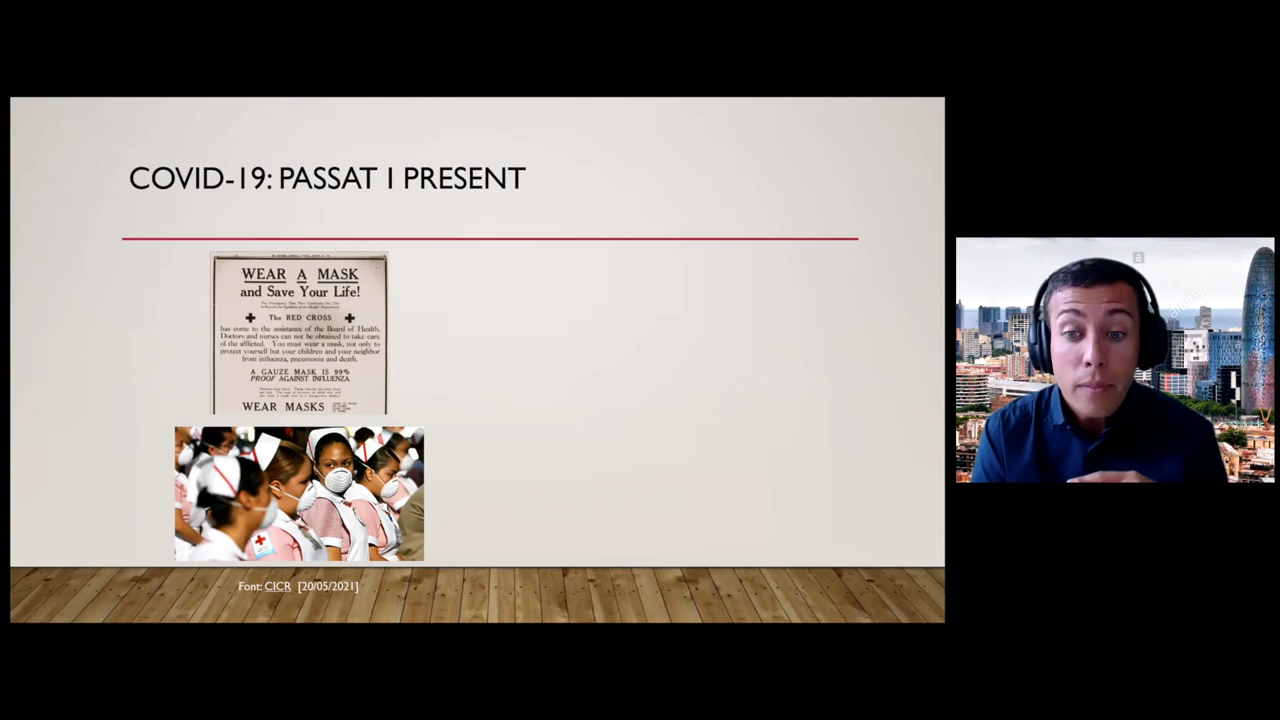 COVID-19: PASSAT I PRESENT
WEAR A MASK
and Save Your Life!
The RED CROSS
has come to the assistance of the Board of Health.
Doctors and nurses can not be obtained to take care
of the afflicted. You must wear a mask, not only to
protect yourself but your children and your neighbor
from influenza, pneumonia and death.
A GAUZE MASK IS 99%
PROOF AGAINST INFLUENZA
WEAR MASKS
Font: CICR [20/05/2021]